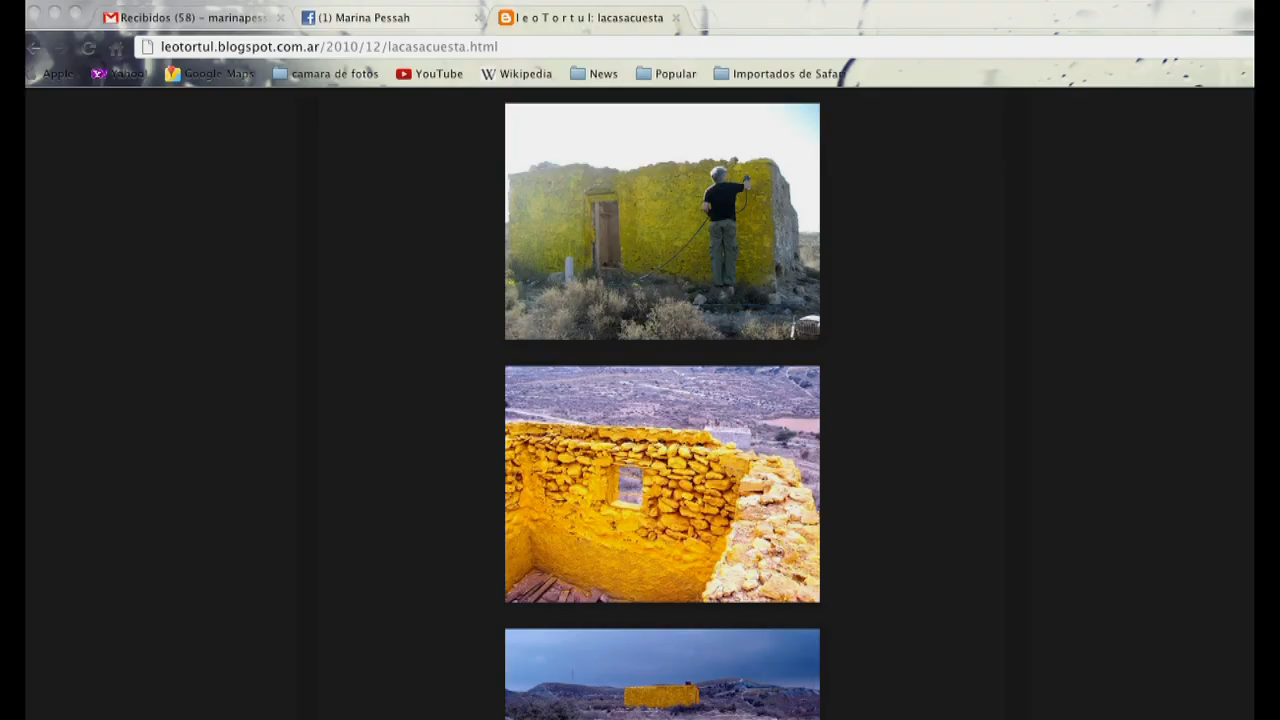 Recibidos (58) – marinapess
(1) Marina Pessah
l e o T o r t u l: lacasacuesta
leotortul.blogspot.com.ar/2010/12/lacasacuesta.html
Apple Yahoo! Google Maps camara de fotos YouTube Wikipedia News Popular Importados de Safari